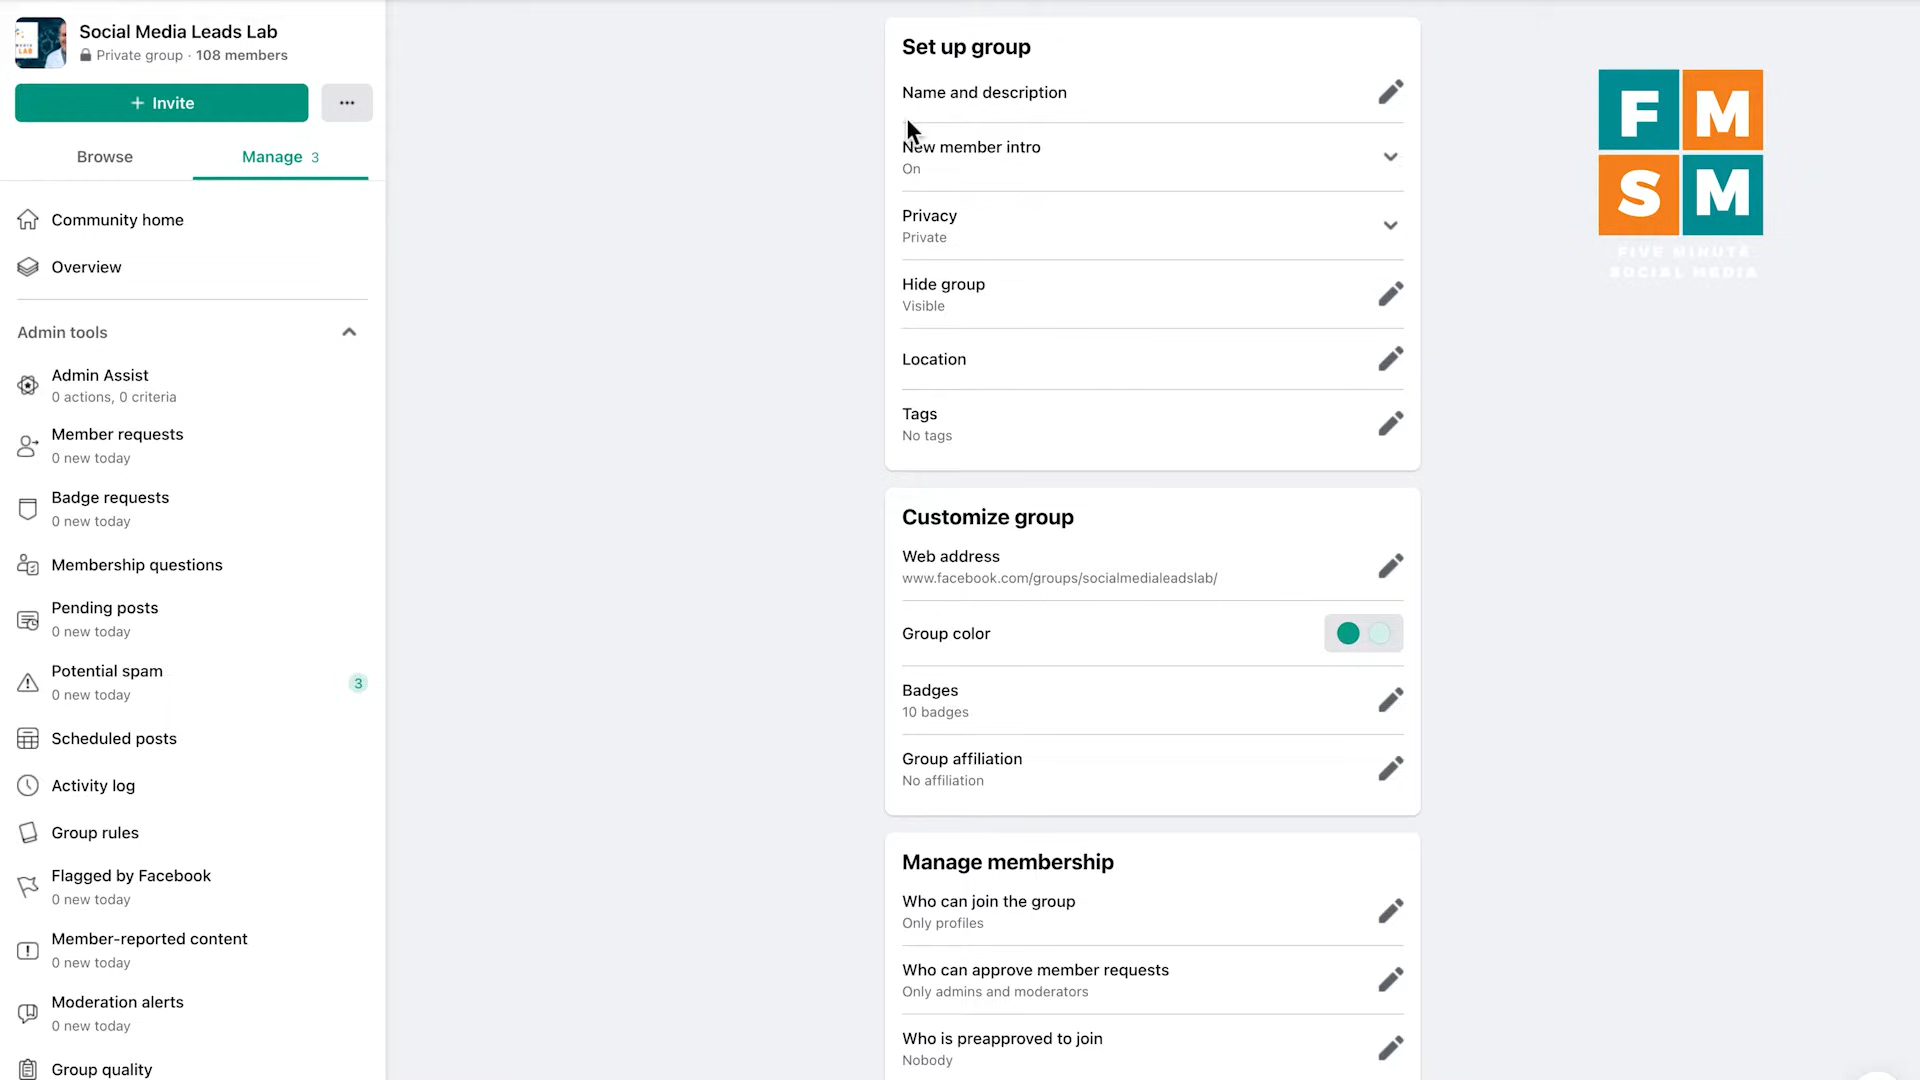 Social Media Leads Lab
Private group · 108 members
+ Invite
...
Browse
Manage 3
Community home
Overview
Admin tools
Admin Assist
0 actions, 0 criteria
Member requests
0 new today
Badge requests
0 new today
Membership questions
Pending posts
0 new today
Potential spam
0 new today
3
Scheduled posts
Activity log
Group rules
Flagged by Facebook
0 new today
Member-reported content
0 new today
Moderation alerts
0 new today
Group quality
Set up group
Name and description
New member intro
On
Privacy
Private
Hide group
Visible
Location
Tags
No tags
Customize group
Web address
www.facebook.com/groups/socialmedialeadslab/
Group color
Badges
10 badges
Group affiliation
No affiliation
Manage membership
Who can join the group
Only profiles
Who can approve member requests
Only admins and moderators
Who is preapproved to join
Nobody
F M
S M
FIVE MINUTE
SOCIAL MEDIA